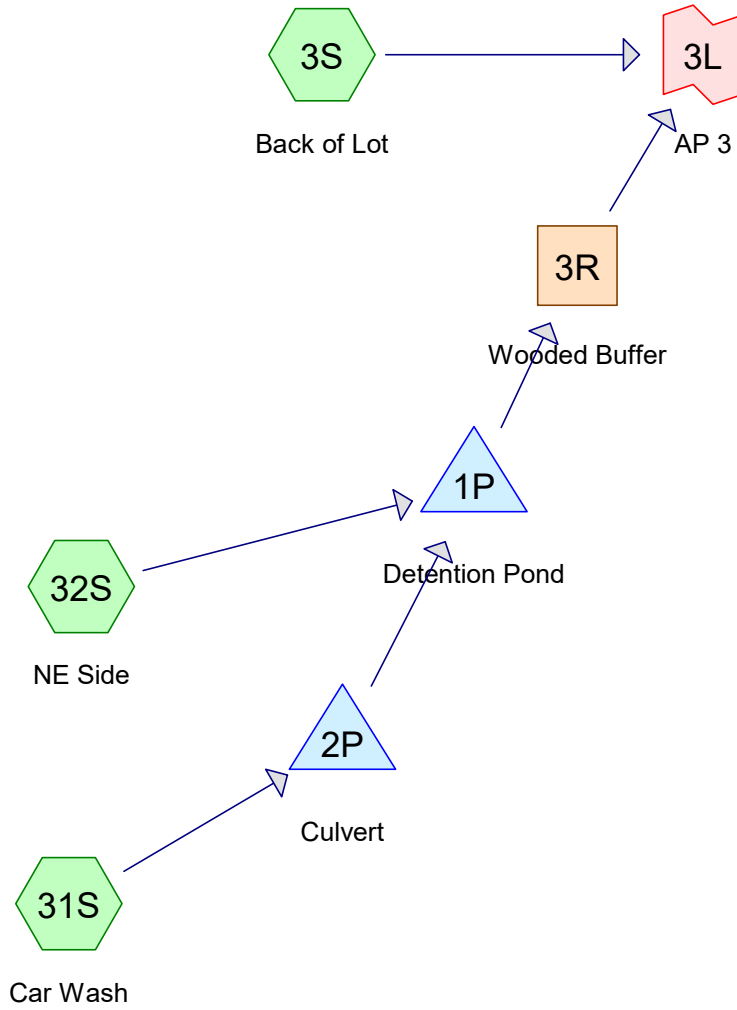 3S
3L
Back of Lot
AP 3
3R
Wooded Buffer
1P
Detention Pond
32S
NE Side
2P
Culvert
31S
Car Wash